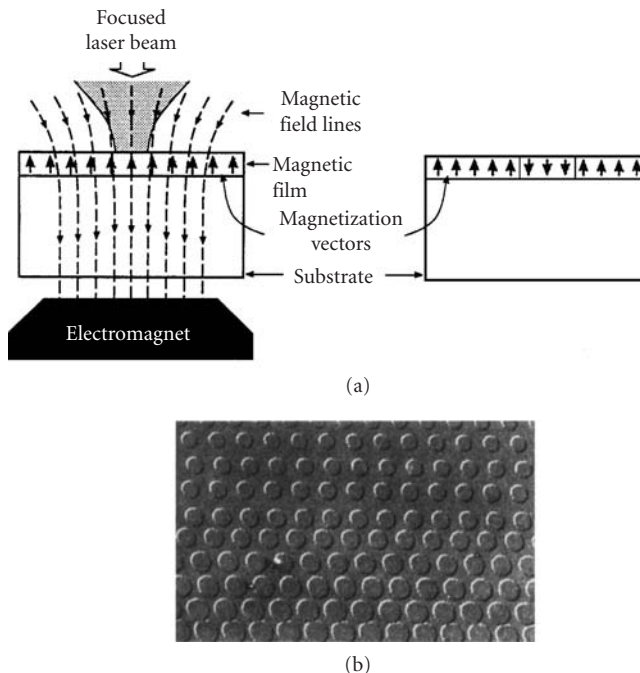 Focused
laser beam
Magnetic
field lines
Magnetic
film
Magnetization
vectors
Substrate
Electromagnet
(a)
(b)